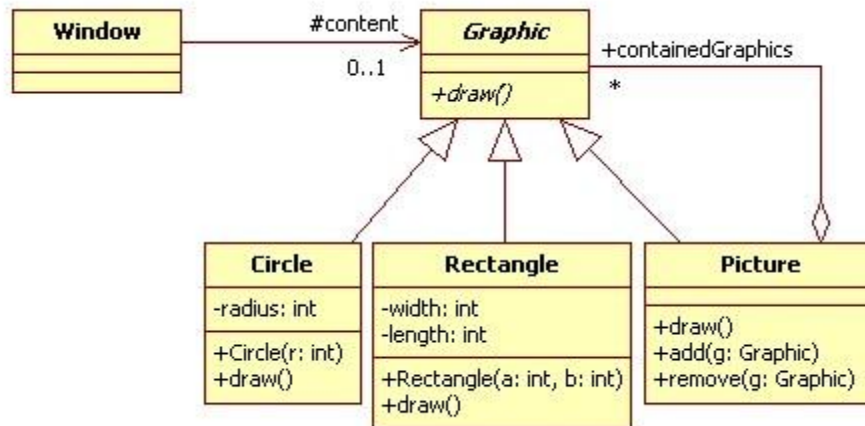 Window
#content
0..1
Graphic
+draw()
+containedGraphics
*
Circle
-radius: int
+Circle(r: int)
+draw()
Rectangle
-width: int
-length: int
+Rectangle(a: int, b: int)
+draw()
Picture
+draw()
+add(g: Graphic)
+remove(g: Graphic)